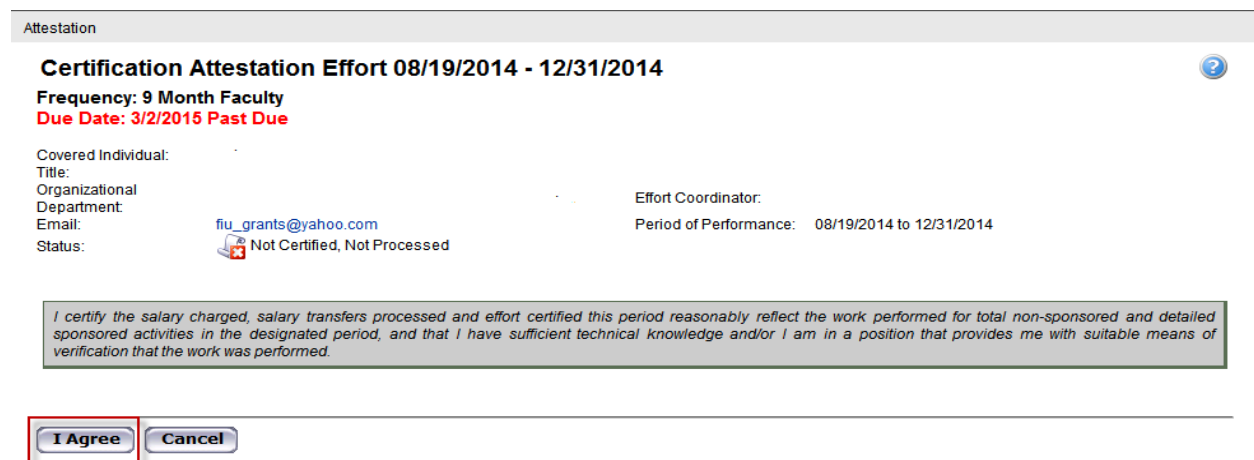 Attestation
Certification Attestation Effort 08/19/2014 - 12/31/2014
?
Frequency: 9 Month Faculty
Due Date: 3/2/2015 Past Due
Covered Individual:
Title:
Organizational
Department:
Effort Coordinator:
Email: fiu_grants@yahoo.com
Period of Performance: 08/19/2014 to 12/31/2014
Status: Not Certified, Not Processed
I certify the salary charged, salary transfers processed and effort certified this period reasonably reflect the work performed for total non-sponsored and detailed
sponsored activities in the designated period, and that I have sufficient technical knowledge and/or I am in a position that provides me with suitable means of
verification that the work was performed.
I Agree Cancel